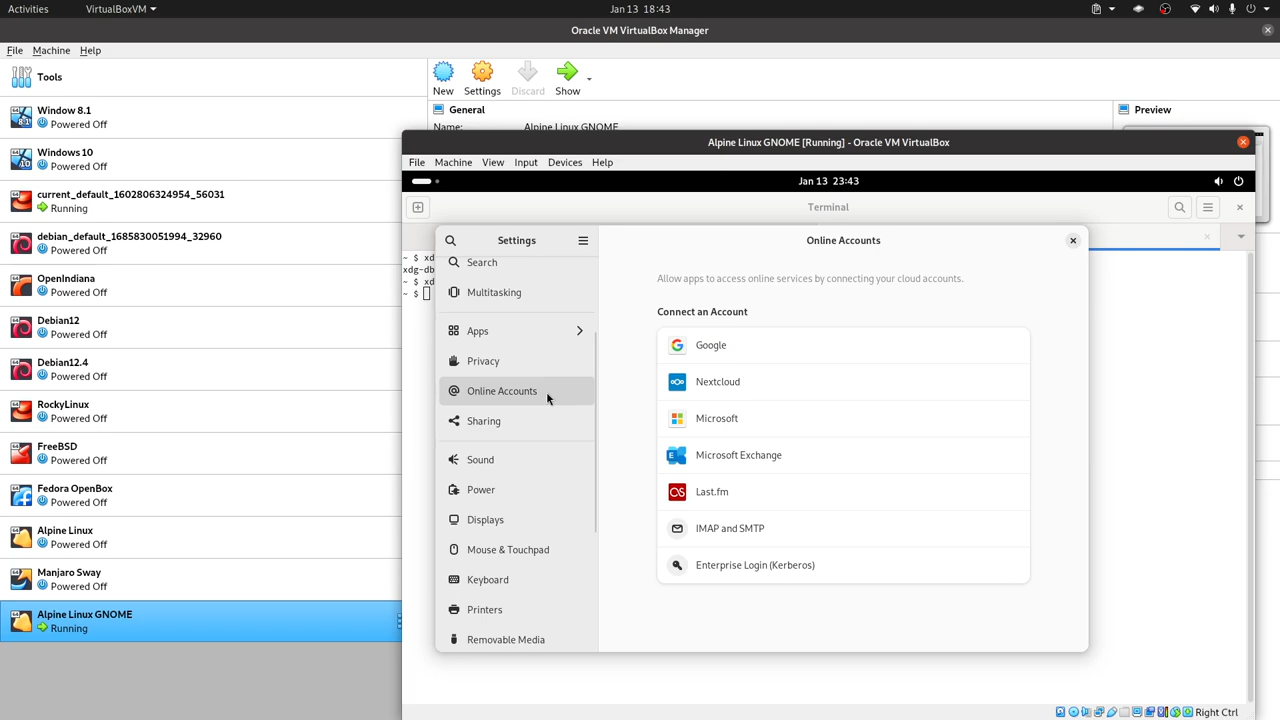 Activities
VirtualBoxVM
Jan 13 18:43
Oracle VM VirtualBox Manager
File Machine Help
Tools
New
Settings
Discard
Show
General
Name: Alpine Linux GNOME
Preview
Window 8.1
Powered Off
Windows 10
Powered Off
current_default_1602806324954_56031
Running
debian_default_1685830051994_32960
Powered Off
OpenIndiana
Powered Off
Debian12
Powered Off
Debian12.4
Powered Off
RockyLinux
Powered Off
FreeBSD
Powered Off
Fedora OpenBox
Powered Off
Alpine Linux
Powered Off
Manjaro Sway
Powered Off
Alpine Linux GNOME
Running
Alpine Linux GNOME [Running] - Oracle VM VirtualBox
File Machine View Input Devices Help
Jan 13 23:43
Terminal
~ $ xd
xdg-db
~ $ xd
~ $
Settings
Search
Multitasking
Apps
Privacy
Online Accounts
Sharing
Sound
Power
Displays
Mouse & Touchpad
Keyboard
Printers
Removable Media
Online Accounts
Allow apps to access online services by connecting your cloud accounts.
Connect an Account
Google
Nextcloud
Microsoft
Microsoft Exchange
Last.fm
IMAP and SMTP
Enterprise Login (Kerberos)
Right Ctrl